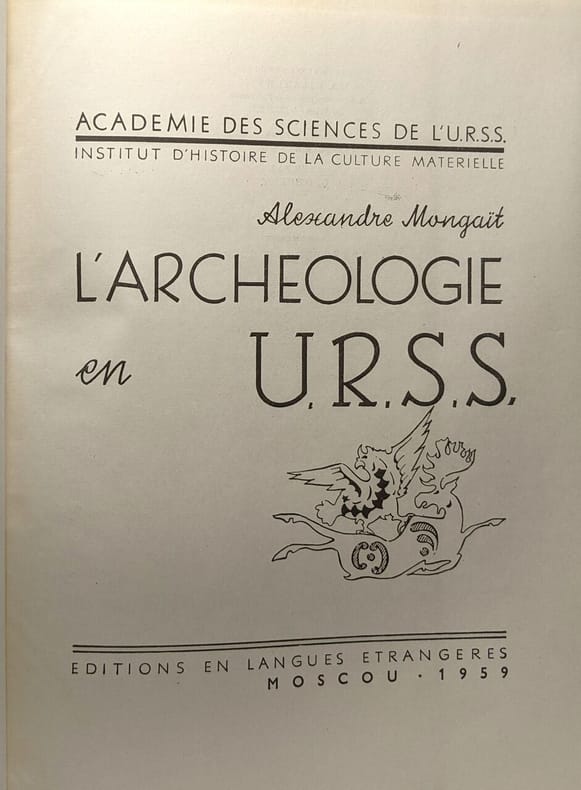 ACADEMIE DES SCIENCES DE L'U.R.S.S.
INSTITUT D'HISTOIRE DE LA CULTURE MATERIELLE
Alexandre Mongaït
L'ARCHEOLOGIE
en U.R.S.S.
EDITIONS EN LANGUES ETRANGERES
MOSCOU · 1959